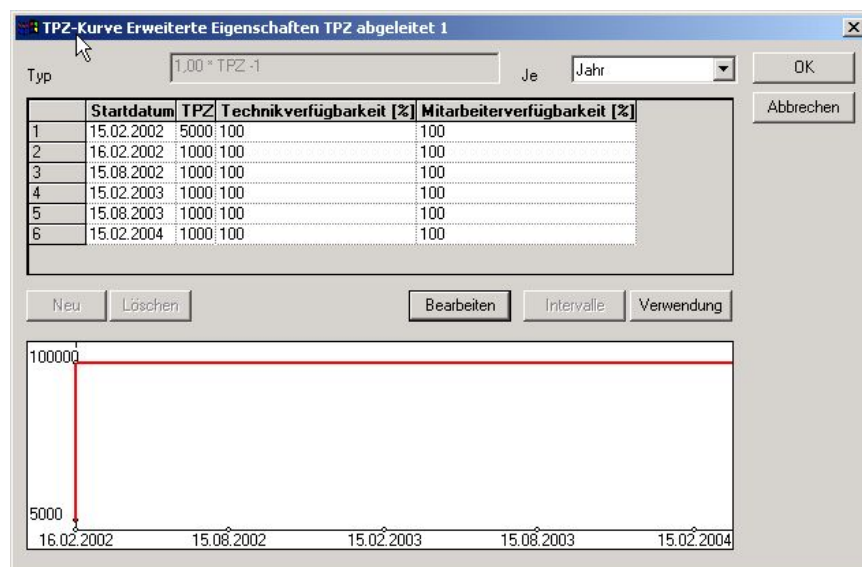 TPZ-Kurve Erweiterte Eigenschaften TPZ abgeleitet 1
Typ 1,00 * TPZ -1 Je Jahr OK
Abbrechen
Startdatum TPZ Technikverfügbarkeit [%] Mitarbeiterverfügbarkeit [%]
1 15.02.2002 5000 100 100
2 16.02.2002 1000 100 100
3 15.08.2002 1000 100 100
4 15.02.2003 1000 100 100
5 15.08.2003 1000 100 100
6 15.02.2004 1000 100 100
Neu Löschen Bearbeiten Intervalle Verwendung
100000
5000
16.02.2002 15.08.2002 15.02.2003 15.08.2003 15.02.2004